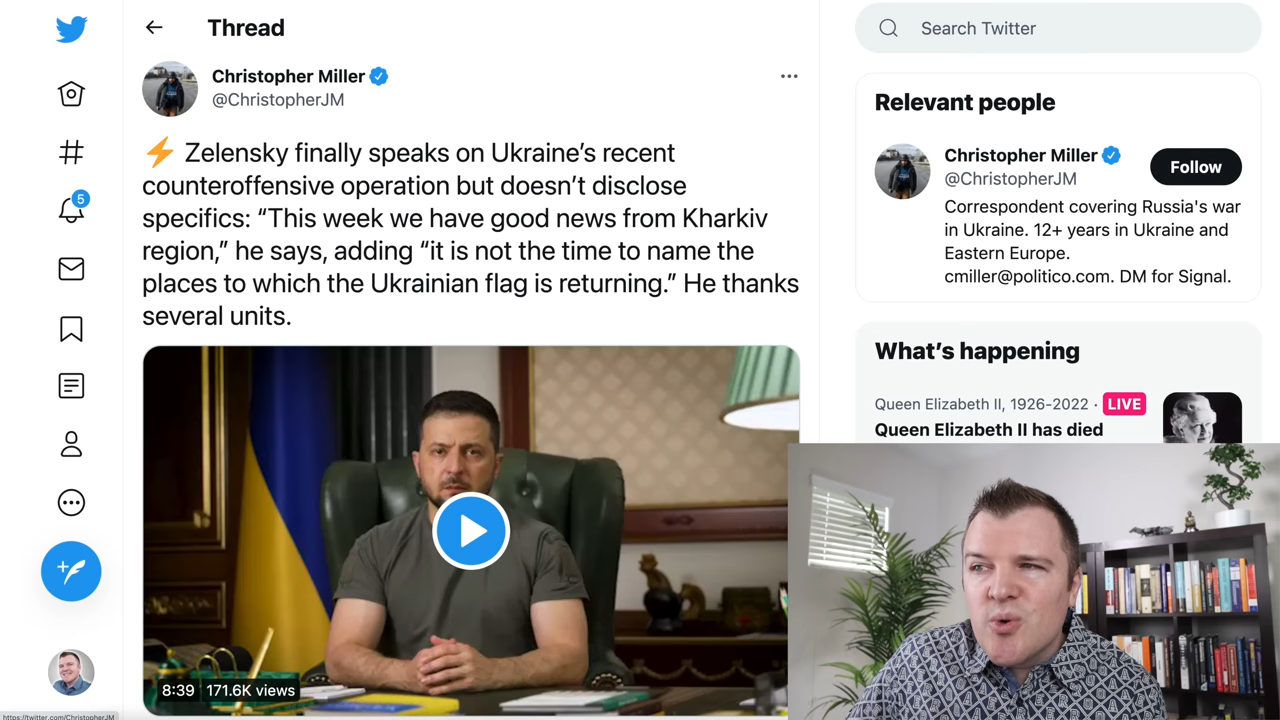 Thread
Christopher Miller
@ChristopherJM
⚡ Zelensky finally speaks on Ukraine’s recent
counteroffensive operation but doesn’t disclose
specifics: “This week we have good news from Kharkiv
region,” he says, adding “it is not the time to name the
places to which the Ukrainian flag is returning.” He thanks
several units.
8:39 171.6K views
5
https://twitter.com/ChristopherJM
Search Twitter
Relevant people
Christopher Miller
@ChristopherJM
Follow
Correspondent covering Russia's war
in Ukraine. 12+ years in Ukraine and
Eastern Europe.
cmiller@politico.com. DM for Signal.
What’s happening
Queen Elizabeth II, 1926-2022 · LIVE
Queen Elizabeth II has died